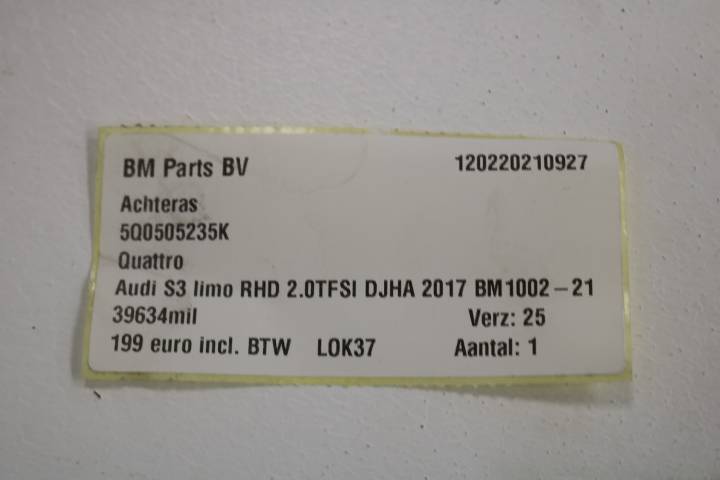 BM Parts BV 120220210927
Achteras
5Q0505235K
Quattro
Audi S3 limo RHD 2.0TFSI DJHA 2017 BM1002-21
39634mil Verz: 25
199 euro incl. BTW LOK37 Aantal: 1